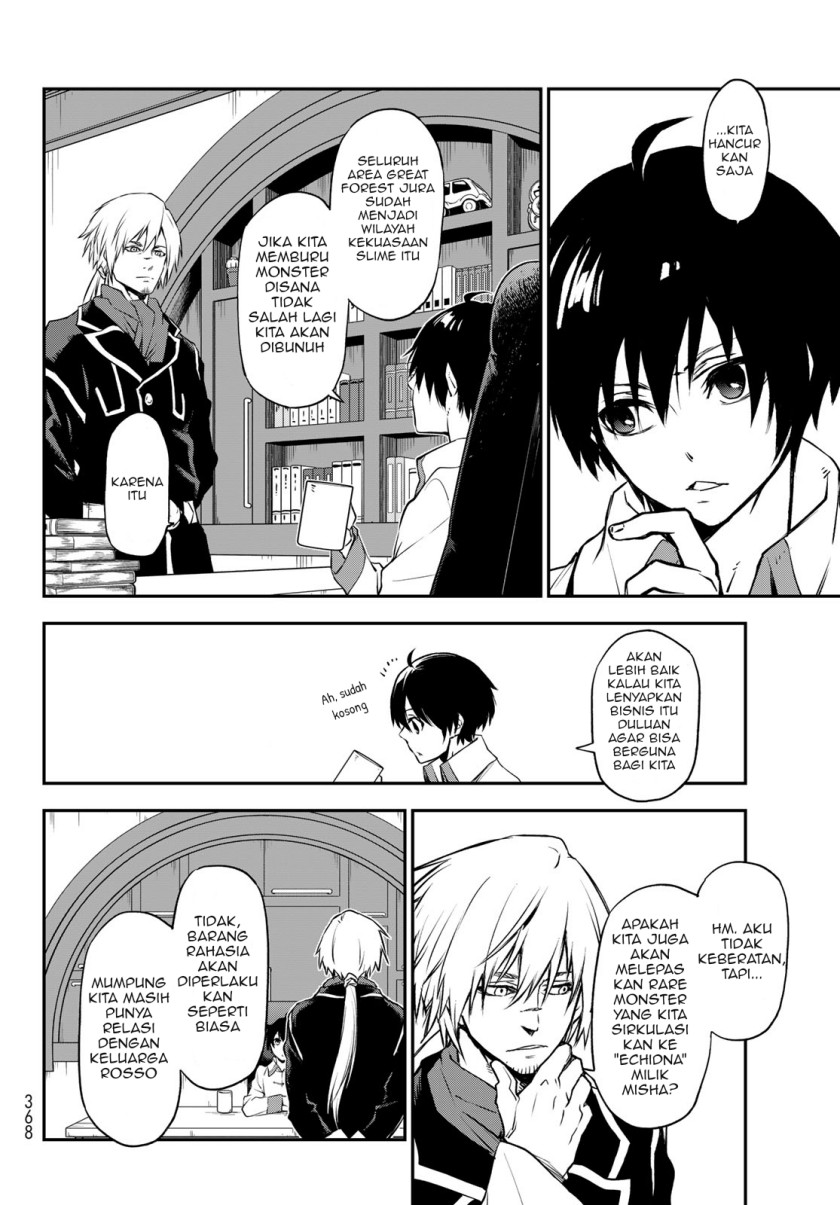 ...KITA
HANCUR
KAN
SAJA
SELURUH
AREA GREAT
FOREST JURA
SUDAH
MENJADI
WILAYAH
KEKUASAAN
SLIME ITU
JIKA KITA
MEMBURU
MONSTER
DISANA TIDAK
SALAH LAGI
KITA AKAN
DIBUNUH
KARENA
ITU
AKAN
LEBIH BAIK
KALAU KITA
LENYAPKAN
BISNIS ITU
DULUAN
AGAR BISA
BERGUNA
BAGI KITA
Ah, sudah
kosong
HM. AKU
TIDAK
KEBERATAN,
TAPI...
APAKAH
KITA JUGA
AKAN
MELEPAS
KAN RARE
MONSTER
YANG KITA
SIRKULASI
KAN KE
"ECHIDNA"
MILIK
MISHA?
TIDAK,
BARANG
RAHASIA
AKAN
DIPERLAKU
KAN
SEPERTI
BIASA
MUMPUNG
KITA MASIH
PUNYA
RELASI
DENGAN
KELUARGA
ROSSO
368